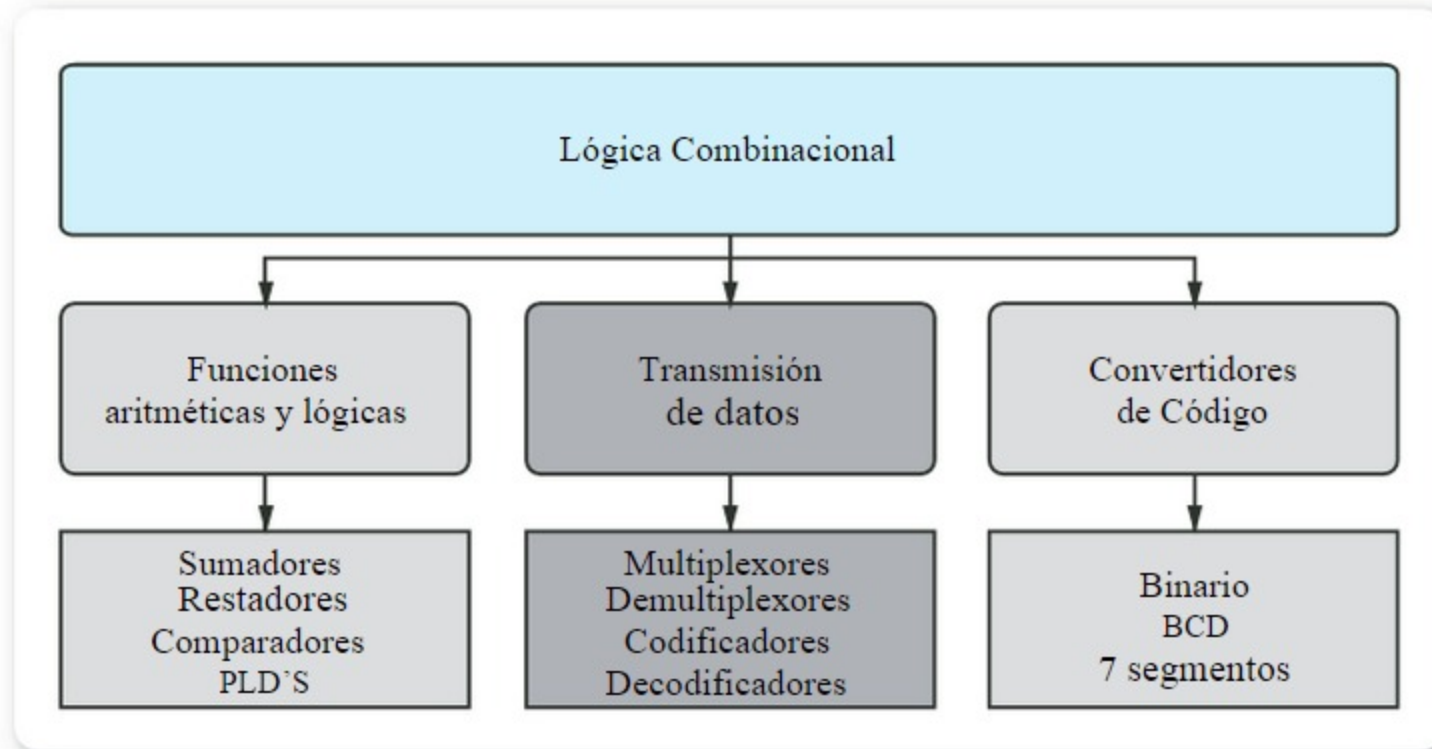 Lógica Combinacional
Funciones
aritméticas y lógicas
Transmisión
de datos
Convertidores
de Código
Sumadores
Restadores
Comparadores
PLD`S
Multiplexores
Demultiplexores
Codificadores
Decodificadores
Binario
BCD
7 segmentos